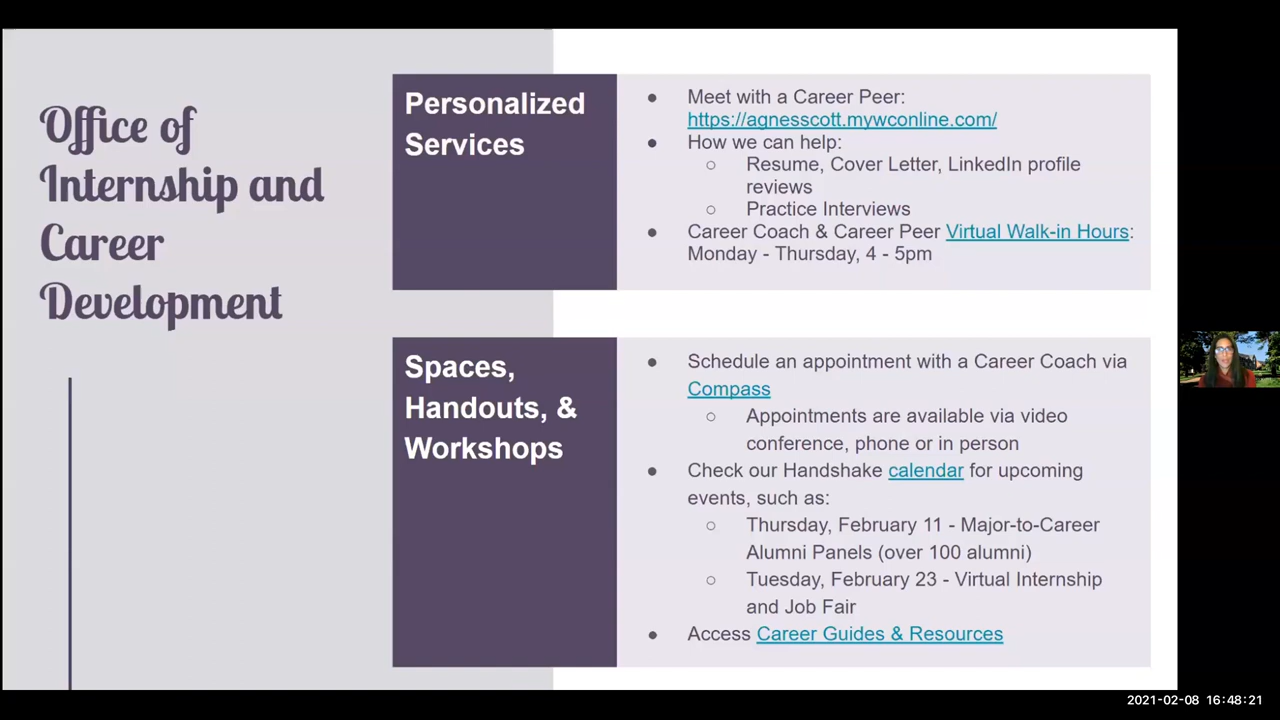 Office of
Internship and
Career
Development
Personalized
Services
● Meet with a Career Peer:
https://agnesscott.mywconline.com/
● How we can help:
○ Resume, Cover Letter, LinkedIn profile
reviews
○ Practice Interviews
● Career Coach & Career Peer Virtual Walk-in Hours:
Monday - Thursday, 4 - 5pm
Spaces,
Handouts, &
Workshops
● Schedule an appointment with a Career Coach via
Compass
○ Appointments are available via video
conference, phone or in person
● Check our Handshake calendar for upcoming
events, such as:
○ Thursday, February 11 - Major-to-Career
Alumni Panels (over 100 alumni)
○ Tuesday, February 23 - Virtual Internship
and Job Fair
● Access Career Guides & Resources
2021-02-08 16:48:21